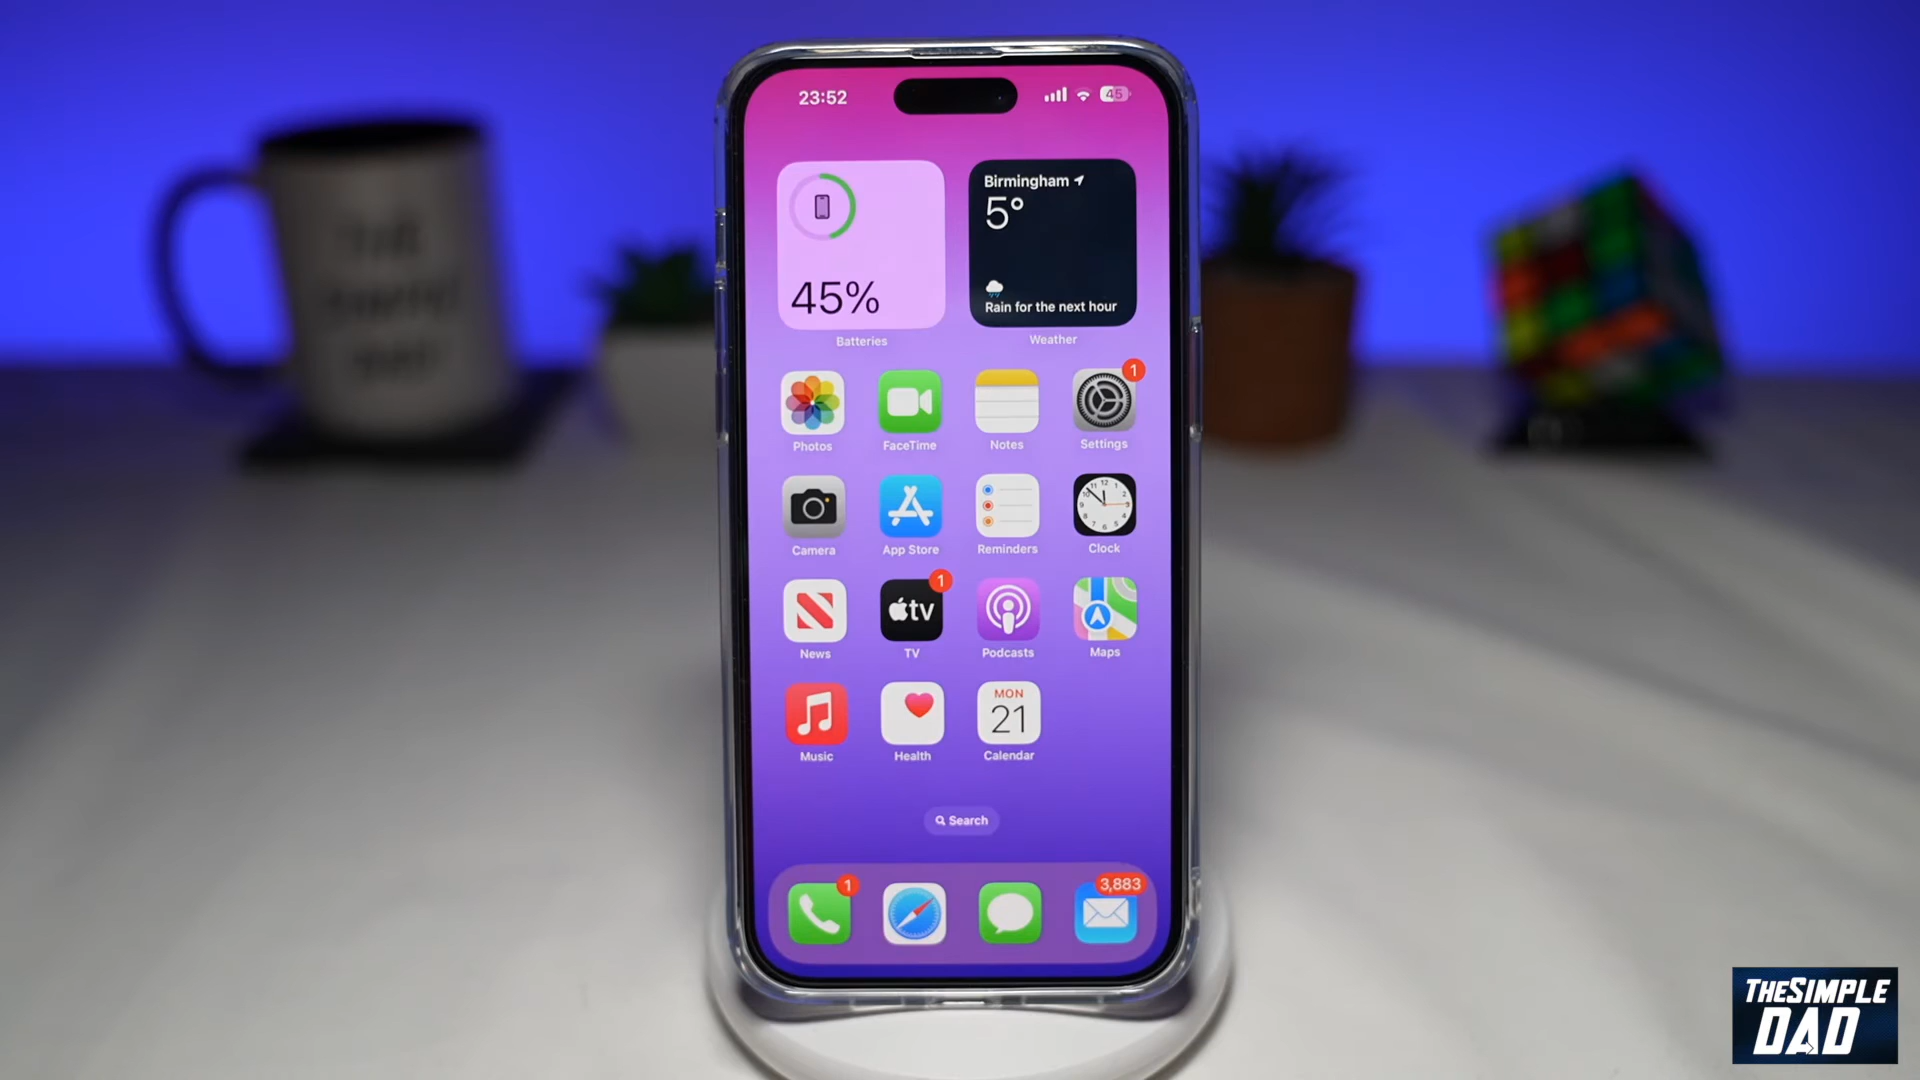 23:52
45
Birmingham
5°
45%
Rain for the next hour
Batteries
Weather
1
Photos
FaceTime
Notes
Settings
Camera
App Store
Reminders
Clock
1
tv
News
TV
Podcasts
Maps
MON
21
Music
Health
Calendar
Search
1
3,883
THESIMPLE
DAD